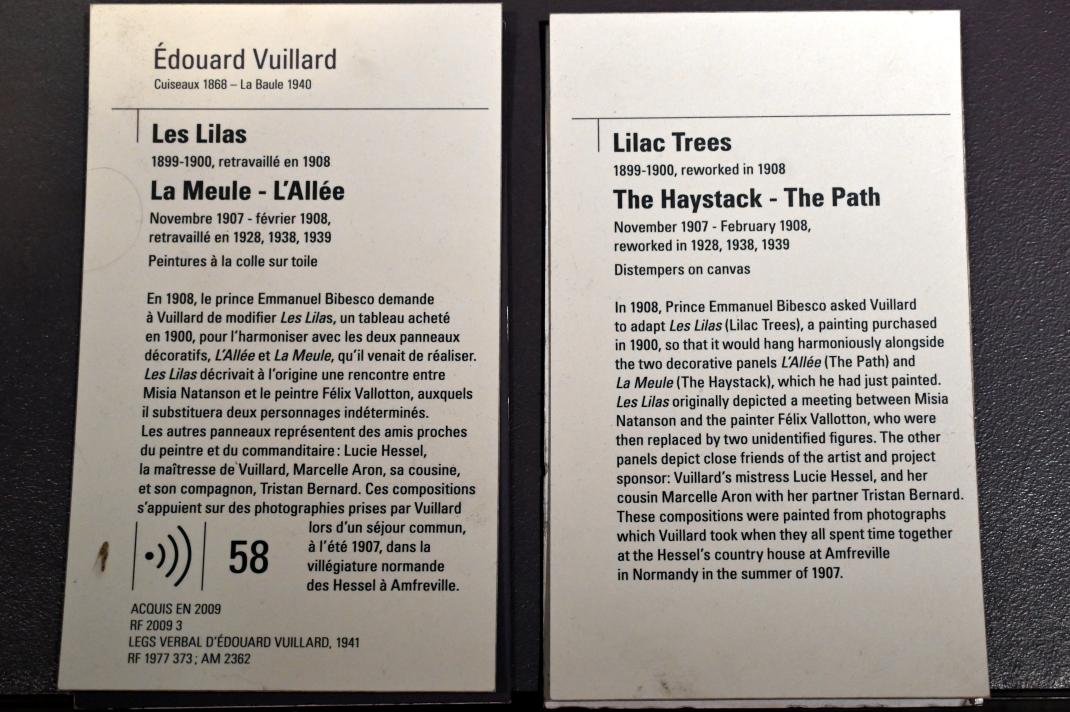 Édouard Vuillard
Cuiseaux 1868 – La Baule 1940
Les Lilas
1899-1900, retravaillé en 1908
La Meule - L'Allée
Novembre 1907 - février 1908,
retravaillé en 1928, 1938, 1939
Peintures à la colle sur toile
En 1908, le prince Emmanuel Bibesco demande
à Vuillard de modifier Les Lilas, un tableau acheté
en 1900, pour l'harmoniser avec les deux panneaux
décoratifs, L'Allée et La Meule, qu'il venait de réaliser.
Les Lilas décrivait à l'origine une rencontre entre
Misia Natanson et le peintre Félix Vallotton, auxquels
il substituera deux personnages indéterminés.
Les autres panneaux représentent des amis proches
du peintre et du commanditaire : Lucie Hessel,
la maîtresse de Vuillard, Marcelle Aron, sa cousine,
et son compagnon, Tristan Bernard. Ces compositions
s'appuient sur des photographies prises par Vuillard
lors d'un séjour commun,
à l'été 1907, dans la
villégiature normande
des Hessel à Amfreville.
58
ACQUIS EN 2009
RF 2009 3
LEGS VERBAL D'ÉDOUARD VUILLARD, 1941
RF 1977 373 ; AM 2362
Lilac Trees
1899-1900, reworked in 1908
The Haystack - The Path
November 1907 - February 1908,
reworked in 1928, 1938, 1939
Distempers on canvas
In 1908, Prince Emmanuel Bibesco asked Vuillard
to adapt Les Lilas (Lilac Trees), a painting purchased
in 1900, so that it would hang harmoniously alongside
the two decorative panels L'Allée (The Path) and
La Meule (The Haystack), which he had just painted.
Les Lilas originally depicted a meeting between Misia
Natanson and the painter Félix Vallotton, who were
then replaced by two unidentified figures. The other
panels depict close friends of the artist and project
sponsor: Vuillard's mistress Lucie Hessel, and her
cousin Marcelle Aron with her partner Tristan Bernard.
These compositions were painted from photographs
which Vuillard took when they all spent time together
at the Hessel's country house at Amfreville
in Normandy in the summer of 1907.